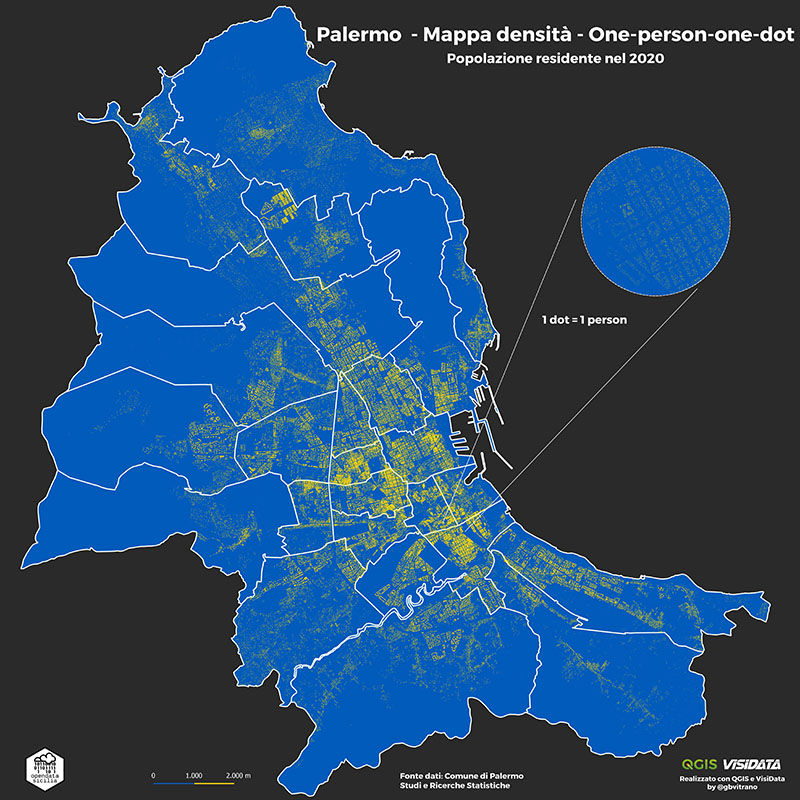 Palermo - Mappa densità - One-person-one-dot
Popolazione residente nel 2020
1 dot = 1 person
opendata
sicilia
0 1.000 2.000 m
Fonte dati: Comune di Palermo
Studi e Ricerche Statistiche
QGIS VISIDATA
Realizzato con QGIS e VisiData
by @gbvitrano